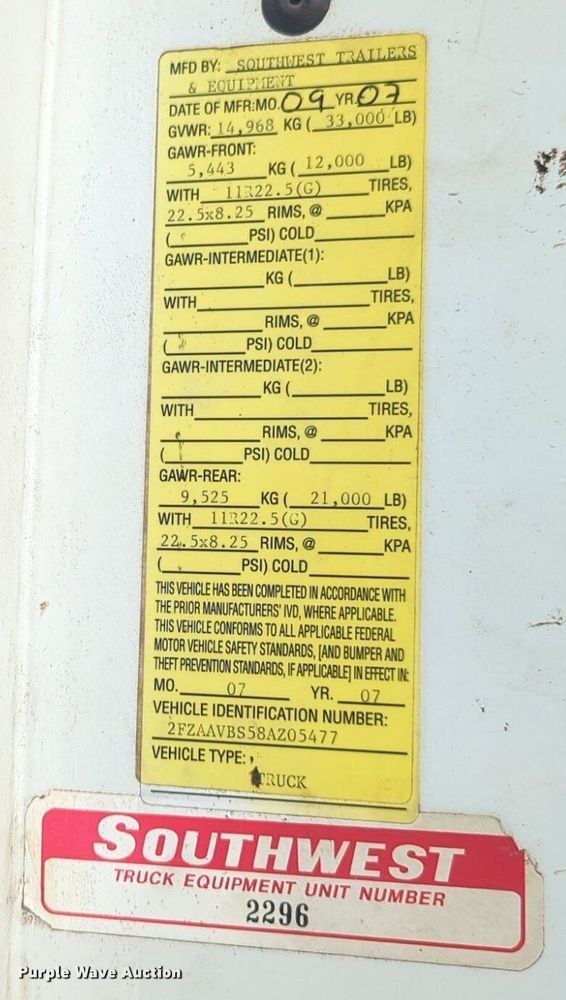 MFD BY: SOUTHWEST TRAILERS
& EQUIPMENT
DATE OF MFR:MO. 09 YR. 07
GVWR: 14,968 KG ( 33,000 LB)
GAWR-FRONT:
5,443 KG ( 12,000 LB)
WITH 11R22.5(G) TIRES,
22.5x8.25 RIMS, @ KPA
( PSI) COLD
GAWR-INTERMEDIATE(1):
KG ( LB)
WITH TIRES,
RIMS, @ KPA
( PSI) COLD
GAWR-INTERMEDIATE(2):
KG ( LB)
WITH TIRES,
RIMS, @ KPA
( PSI) COLD
GAWR-REAR:
9,525 KG ( 21,000 LB)
WITH 11R22.5(G) TIRES,
22.5x8.25 RIMS, @ KPA
( PSI) COLD
THIS VEHICLE HAS BEEN COMPLETED IN ACCORDANCE WITH
THE PRIOR MANUFACTURERS' IVD, WHERE APPLICABLE.
THIS VEHICLE CONFORMS TO ALL APPLICABLE FEDERAL
MOTOR VEHICLE SAFETY STANDARDS, [AND BUMPER AND
THEFT PREVENTION STANDARDS, IF APPLICABLE] IN EFFECT IN:
MO. 07 YR. 07
VEHICLE IDENTIFICATION NUMBER:
2FZAAVBS58AZ05477
VEHICLE TYPE:
TRUCK
SOUTHWEST
TRUCK EQUIPMENT UNIT NUMBER
2296
Purple Wave Auction